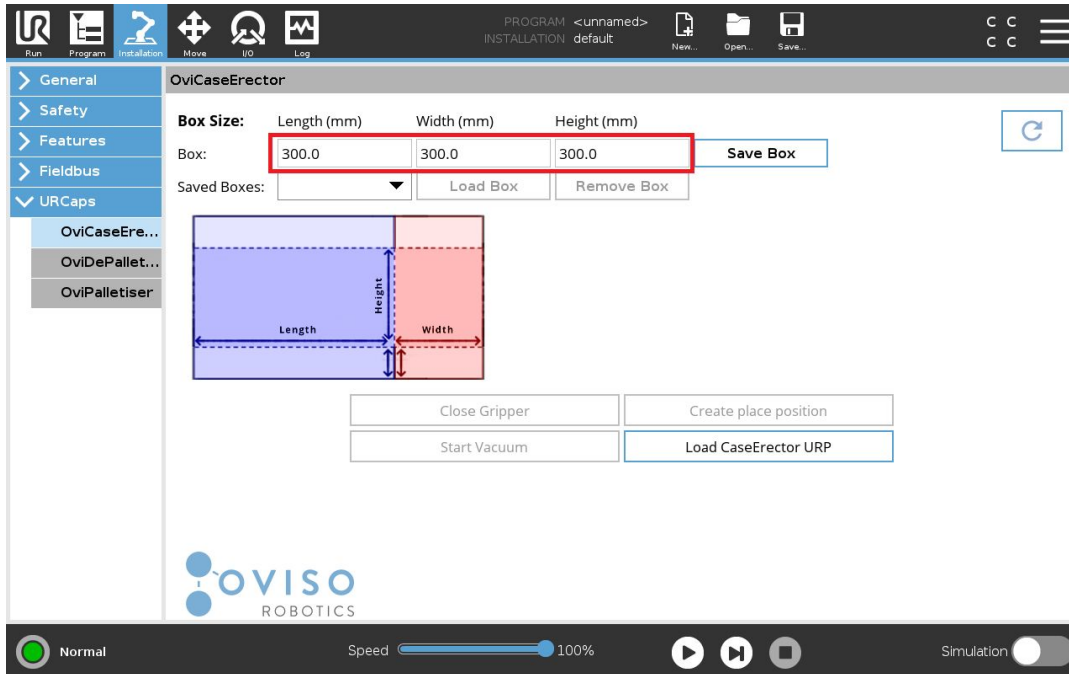 PROGRAM <unnamed>
INSTALLATION default
Run Program Installation Move I/O Log New... Open... Save...
C C
C C
General
Safety
Features
Fieldbus
URCaps
OviCaseEre...
OviDePallet...
OviPalletiser
OviCaseErector
Box Size: Length (mm) Width (mm) Height (mm)
Box: 300.0 300.0 300.0 Save Box
Saved Boxes: Load Box Remove Box
Height
Length Width
Close Gripper Create place position
Start Vacuum Load CaseErector URP
OVISO
ROBOTICS
Normal Speed 100% Simulation